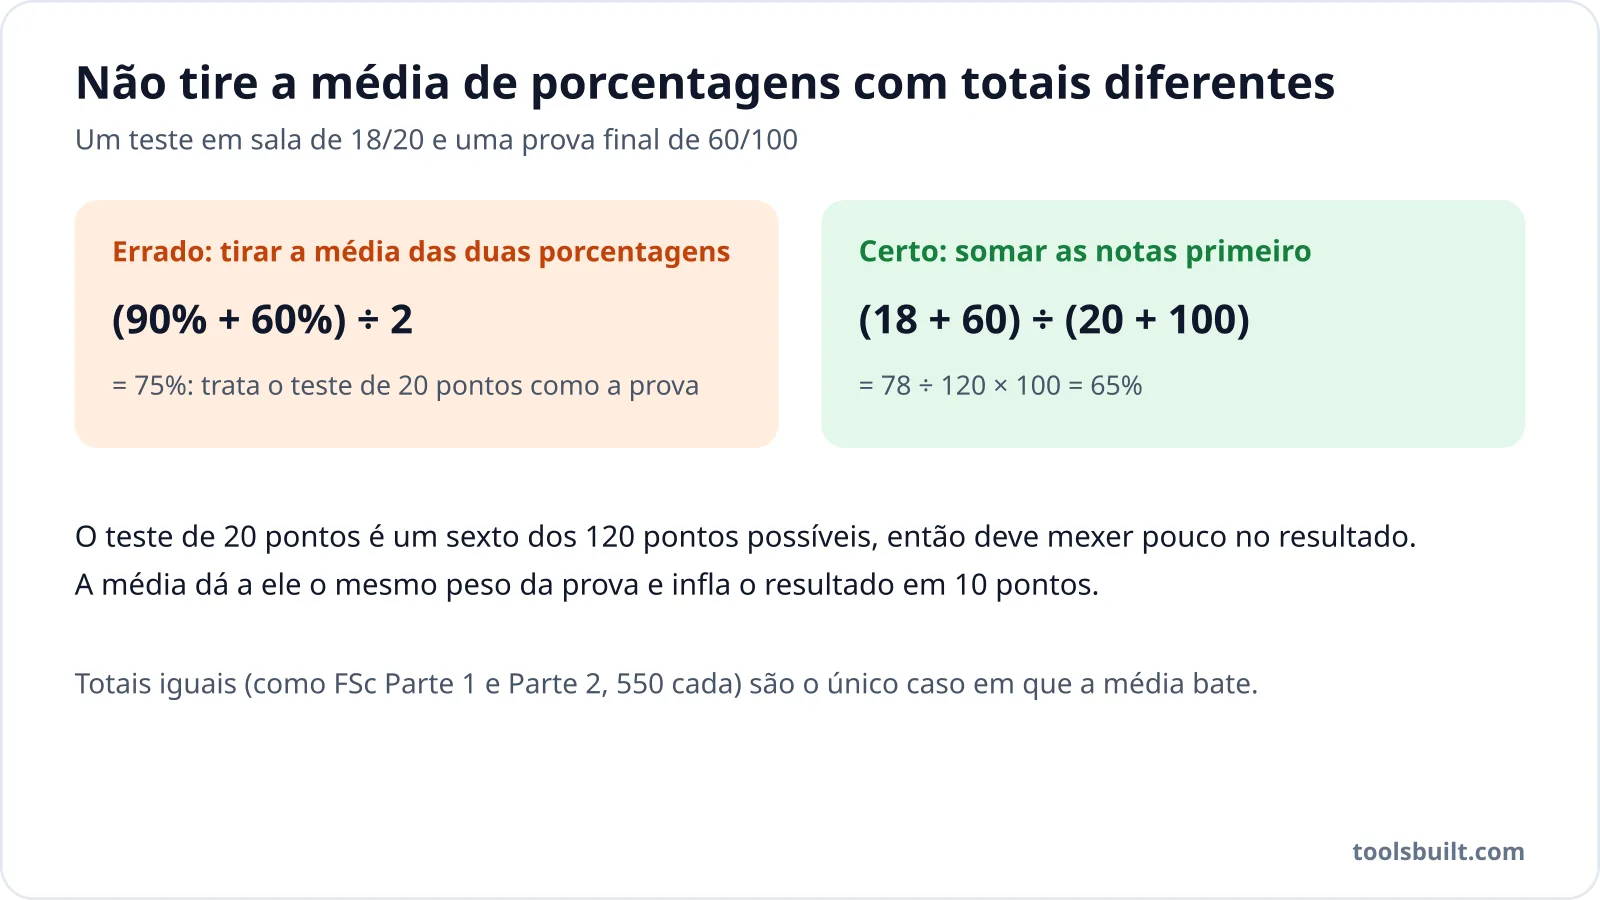 Não tire a média de porcentagens com totais diferentes
Um teste em sala de 18/20 e uma prova final de 60/100
Errado: tirar a média das duas porcentagens
(90% + 60%) ÷ 2
= 75%: trata o teste de 20 pontos como a prova
Certo: somar as notas primeiro
(18 + 60) ÷ (20 + 100)
= 78 ÷ 120 × 100 = 65%
O teste de 20 pontos é um sexto dos 120 pontos possíveis, então deve mexer pouco no resultado.
A média dá a ele o mesmo peso da prova e infla o resultado em 10 pontos.
Totais iguais (como FSc Parte 1 e Parte 2, 550 cada) são o único caso em que a média bate.
toolsbuilt.com